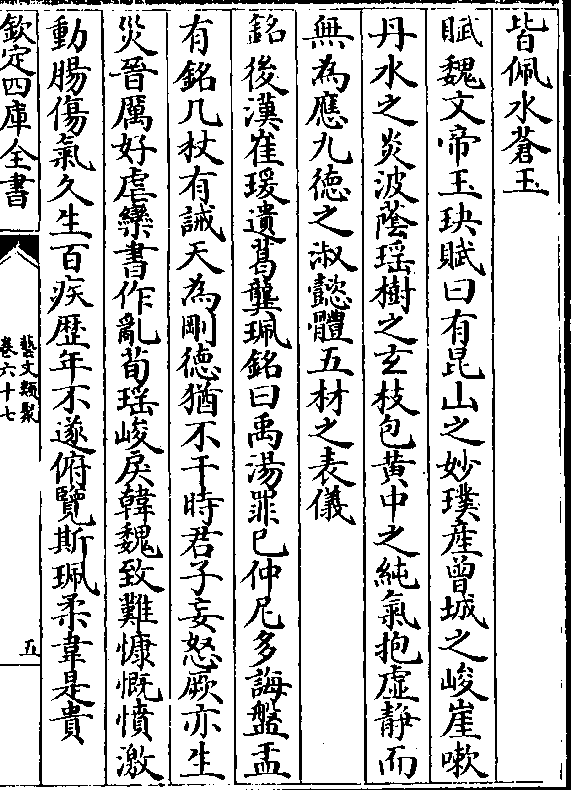 皆佩水蒼玉
賦魏文帝玉玦賦曰有昆山之妙璞産曾城之峻崖嗽
丹水之炎波蔭瑶樹之玄枝包黄中之純氣抱虚静而
無為應九德之淑懿體五材之表儀
銘後漢崔瑗遺葛龔珮銘曰禹湯罪已仲尼多誨盤盂
有銘几杖有誡天為剛德猶不干時君子妄怒厥亦生
災晉厲好虐欒書作亂荀瑶峻戾韓魏致難慷慨憤激
動腸傷氣久生百疾歴年不遂俯覽斯珮柔韋是貴
欽定四庫全書
藝文類聚
卷六十七
五